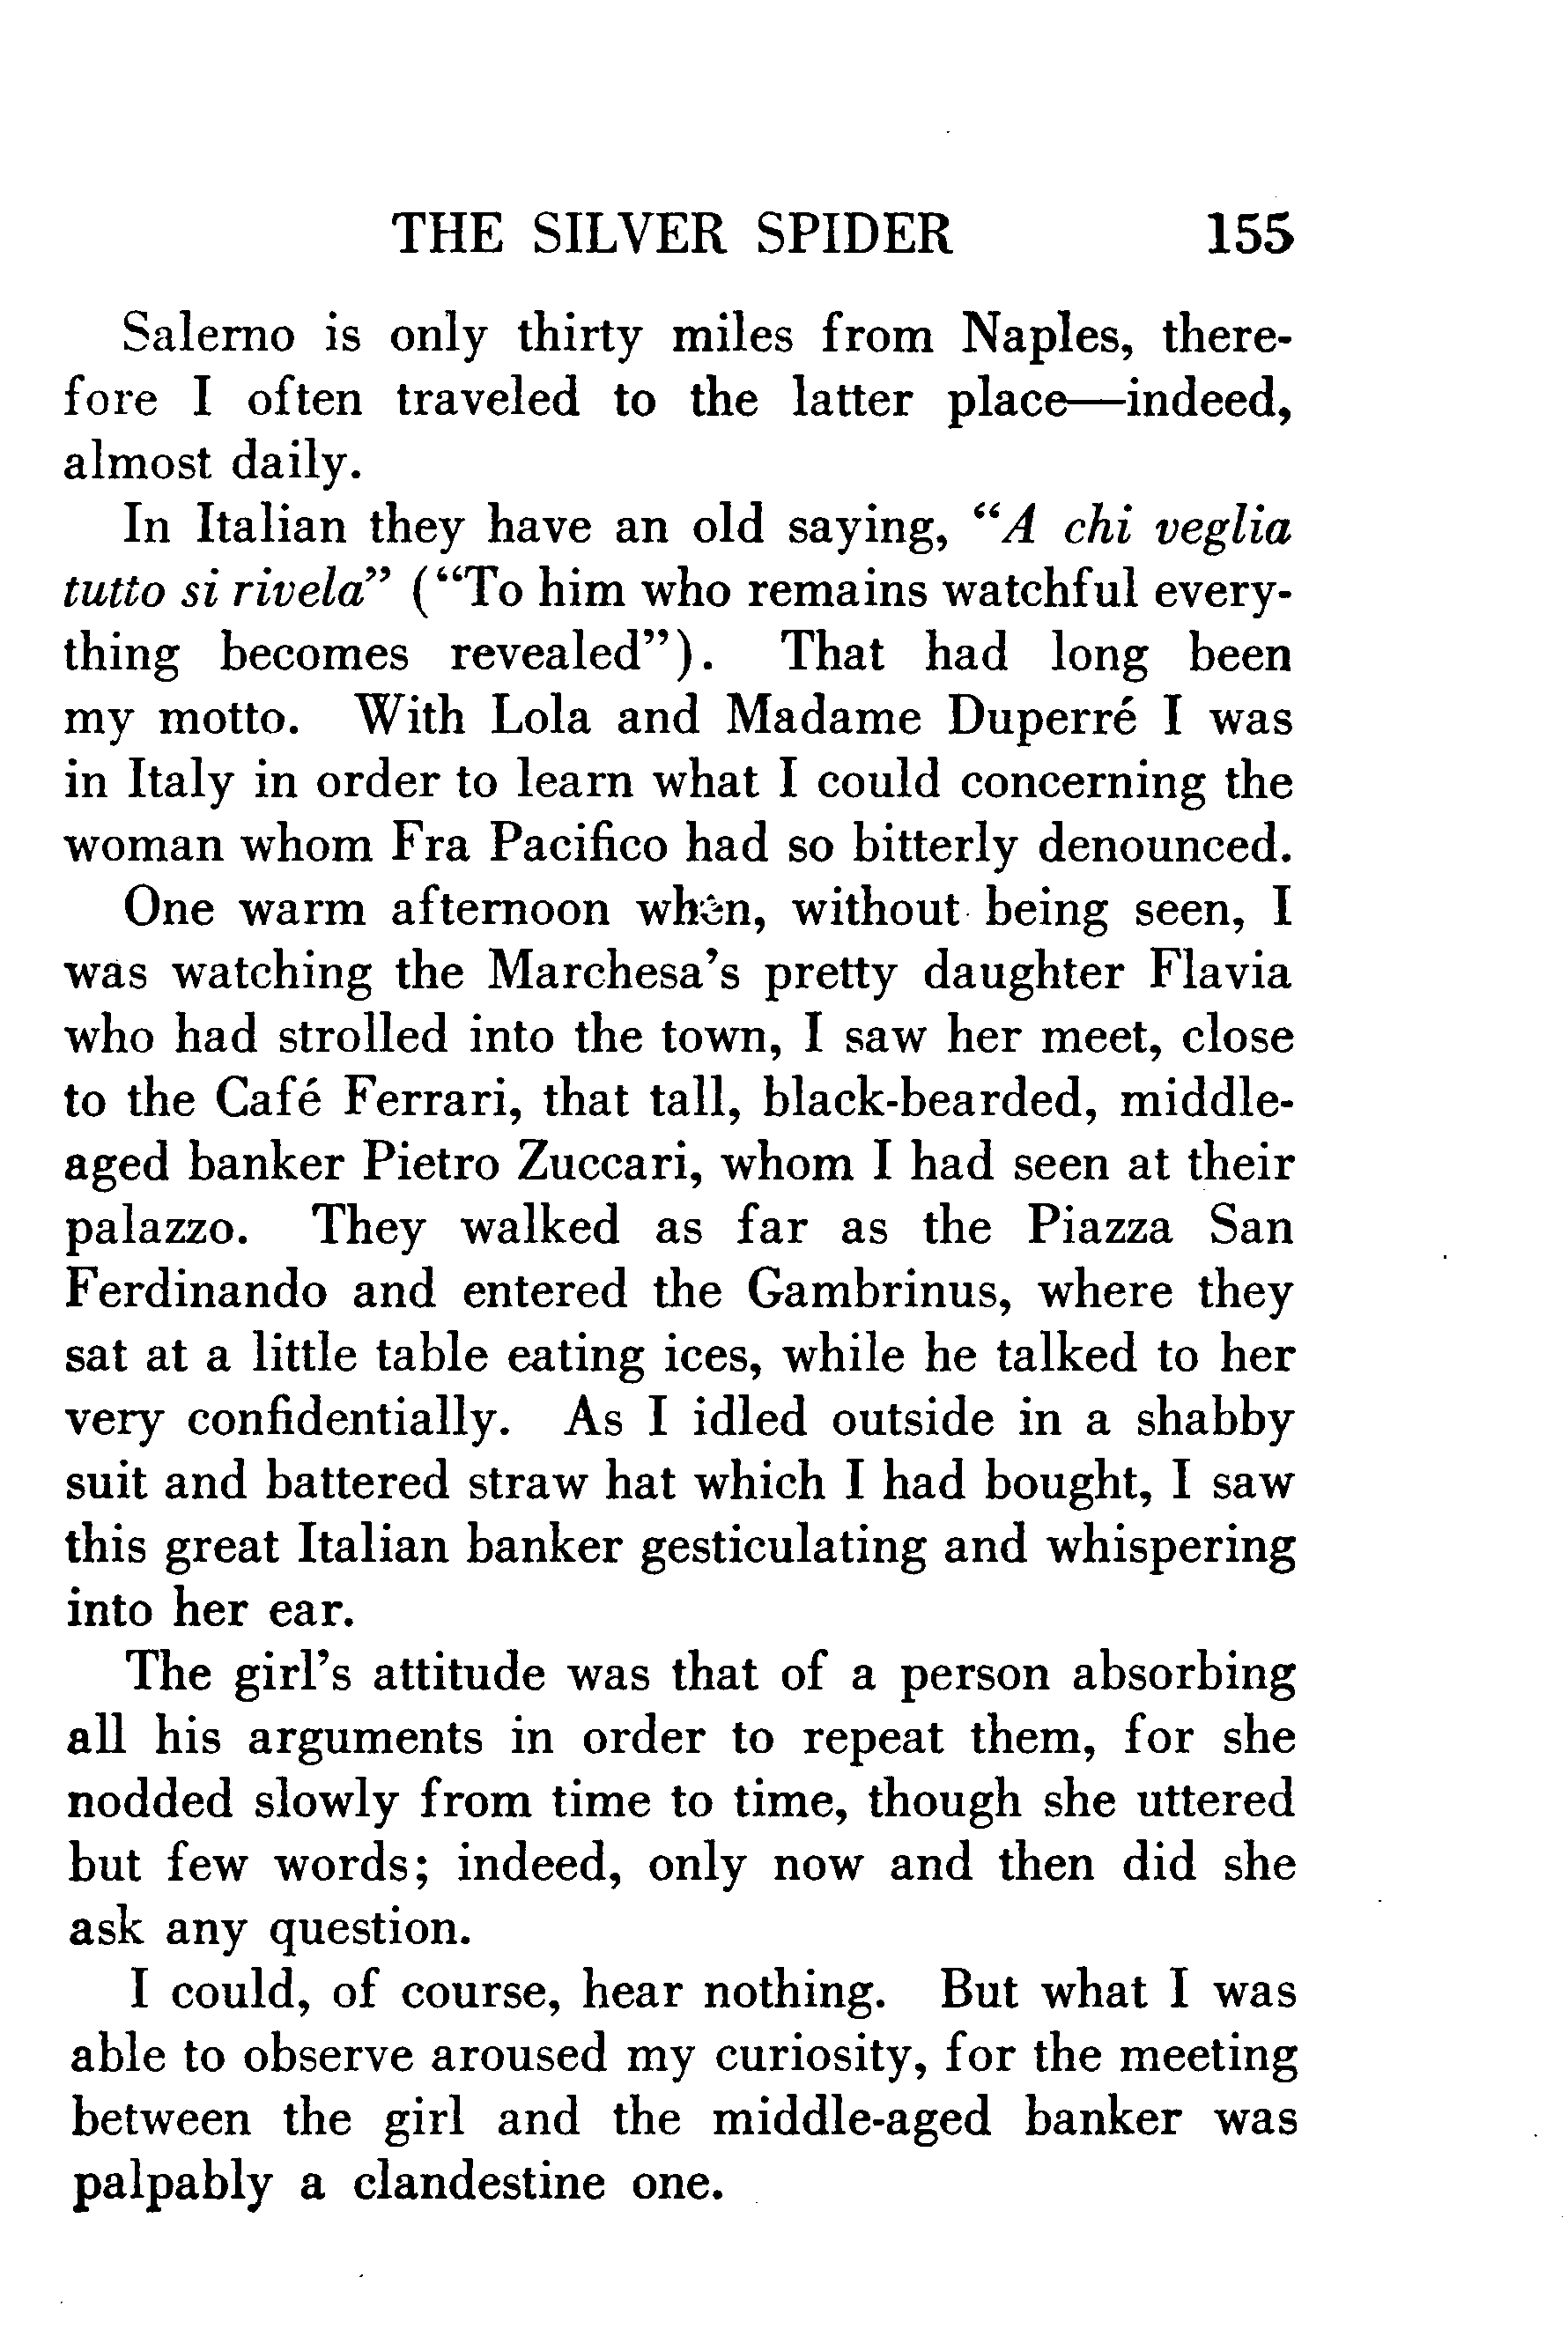 THE SILVER SPIDER 155
Salerno is only thirty miles from Naples, there-
fore I often traveled to the latter place—indeed,
almost daily.
In Italian they have an old saying, “A chi veglia
tutto si rivela” (“To him who remains watchful every-
thing becomes revealed”). That had long been
my motto. With Lola and Madame Duperré I was
in Italy in order to learn what I could concerning the
woman whom Fra Pacifico had so bitterly denounced.
One warm afternoon when, without being seen, I
was watching the Marchesa’s pretty daughter Flavia
who had strolled into the town, I saw her meet, close
to the Café Ferrari, that tall, black-bearded, middle-
aged banker Pietro Zuccari, whom I had seen at their
palazzo. They walked as far as the Piazza San
Ferdinando and entered the Gambrinus, where they
sat at a little table eating ices, while he talked to her
very confidentially. As I idled outside in a shabby
suit and battered straw hat which I had bought, I saw
this great Italian banker gesticulating and whispering
into her ear.
The girl’s attitude was that of a person absorbing
all his arguments in order to repeat them, for she
nodded slowly from time to time, though she uttered
but few words; indeed, only now and then did she
ask any question.
I could, of course, hear nothing. But what I was
able to observe aroused my curiosity, for the meeting
between the girl and the middle-aged banker was
palpably a clandestine one.